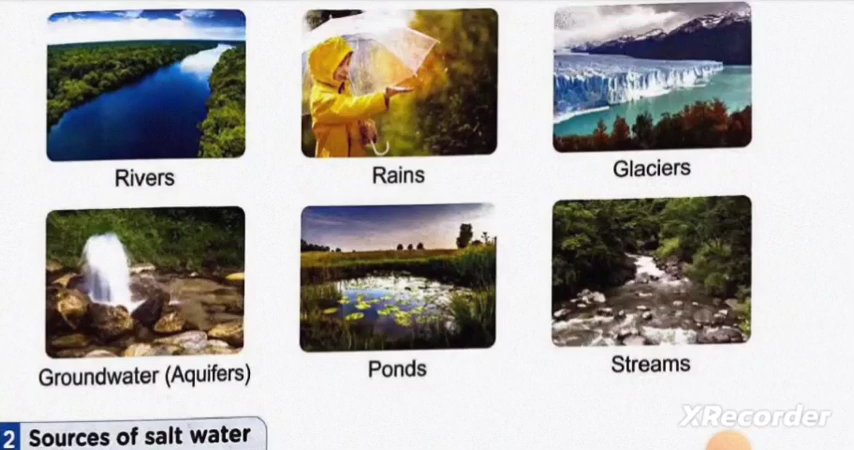 Rivers
Rains
Glaciers
Groundwater (Aquifers)
Ponds
Streams
2 Sources of salt water
XRecorder